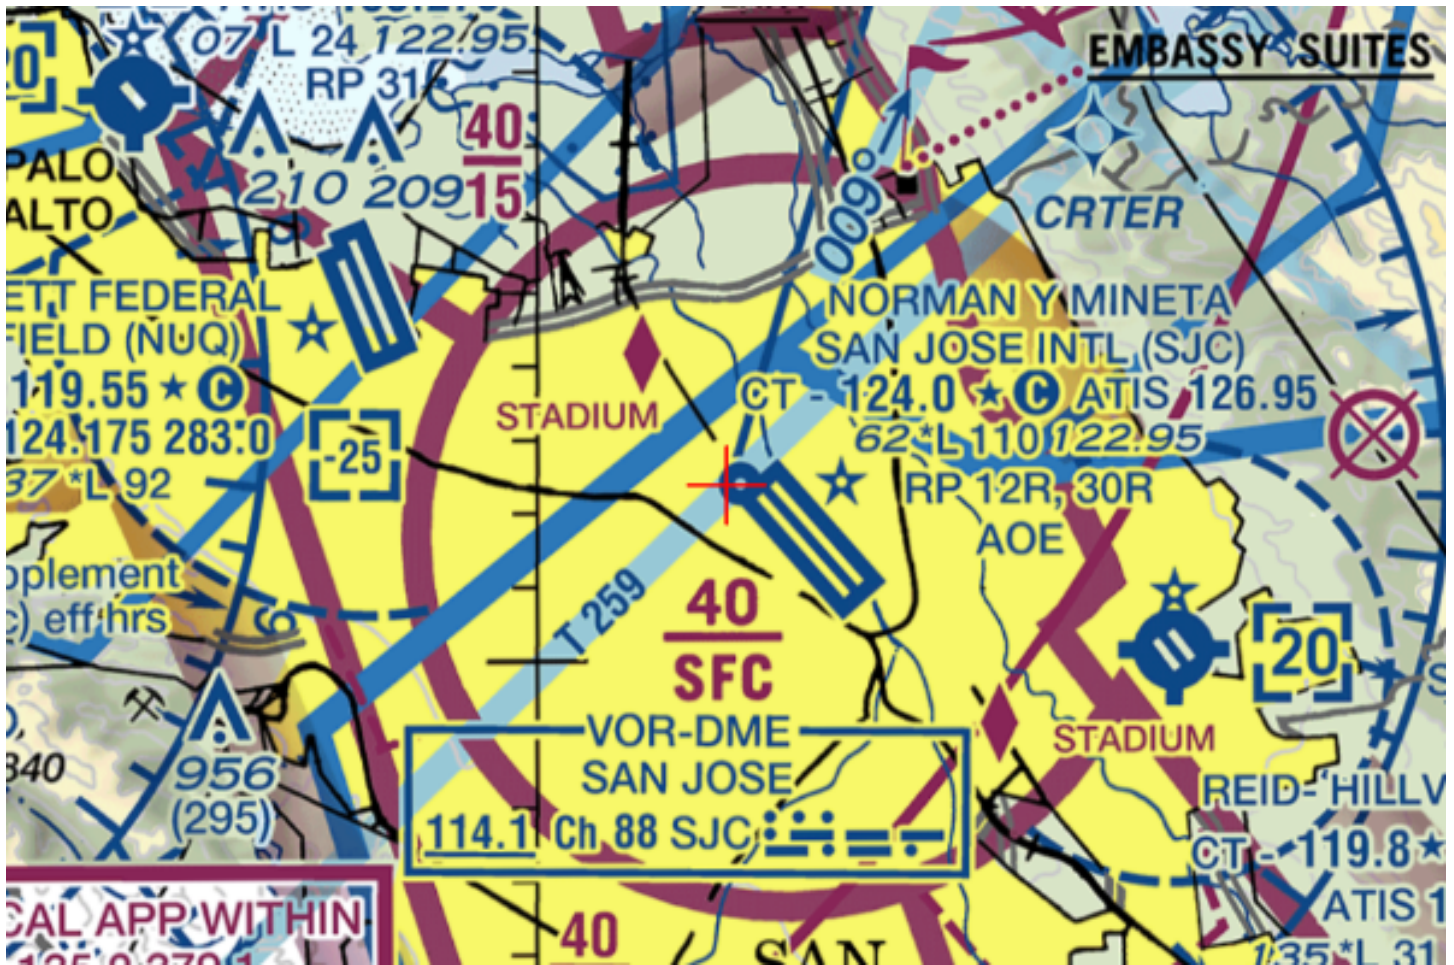 07 L 24 122.95
RP 31
EMBASSY SUITES
40
15
PALO
ALTO
210 209
009°
CRTER
ETT FEDERAL
FIELD (NUQ)
119.55 ★ C
124.175 283.0
37 *L 92
-25
STADIUM
NORMAN Y MINETA
SAN JOSE INTL (SJC)
CT - 124.0 ★ C ATIS 126.95
62 *L 110 122.95
RP 12R, 30R
AOE
pplement
c) eff hrs
T 259
40
SFC
20
STADIUM
956
(295)
840
VOR-DME
SAN JOSE
114.1 Ch 88 SJC
REID- HILLV
CT - 119.8 ★
ATIS 1
135 *L 31
CAL APP WITHIN
40
SAN